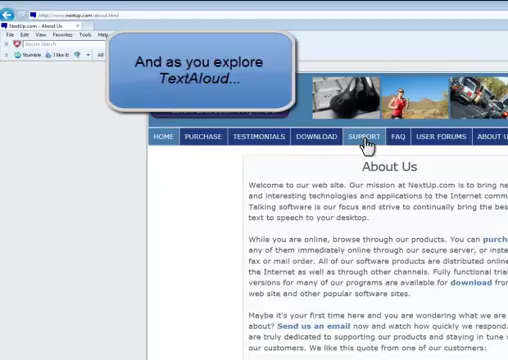 http://www.nextup.com/about.html
NextUp.com - About Us
File Edit View Favorites Tools Help
Secure Search
Stumble I like it! All
And as you explore
TextAloud...
HOME PURCHASE TESTIMONIALS DOWNLOAD SUPPORT FAQ USER FORUMS ABOUT U
About Us
Welcome to our web site. Our mission at NextUp.com is to bring ne
and interesting technologies and applications to the Internet comm
Talking software is our focus and strive to continually bring the bes
text to speech to your desktop.
While you are online, browse through our products. You can purch
any of them immediately online through our secure server, or inste
fax or mail order. All of our software products are distributed onlin
the Internet as well as through other channels. Fully functional trial
versions for many of our programs are available for download from
web site and other popular software sites.
Maybe it's your first time here and you are wondering what we ar
about? Send us an email now and watch how quickly we respond.
are truly dedicated to supporting our products and staying in tune w
our customers. We like this quote from one of our customers: